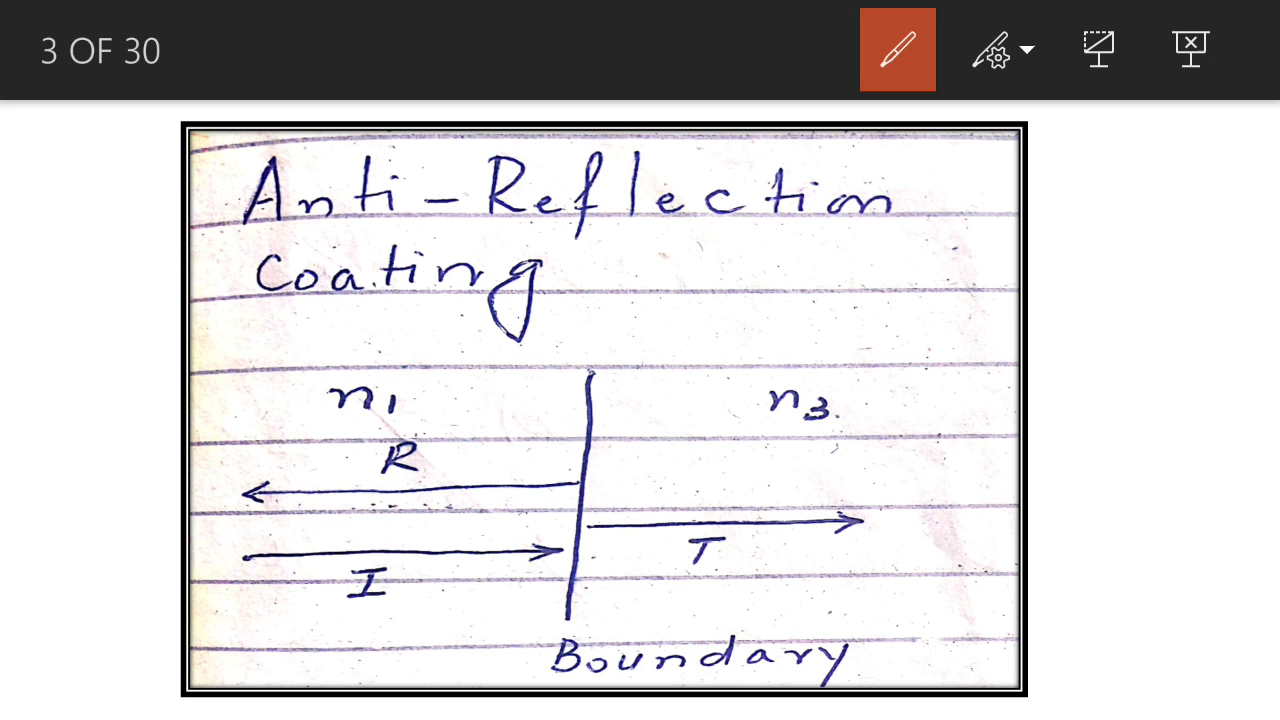 3 OF 30
Anti-Reflection
Coating
n₁
n₃
R
T
I
Boundary